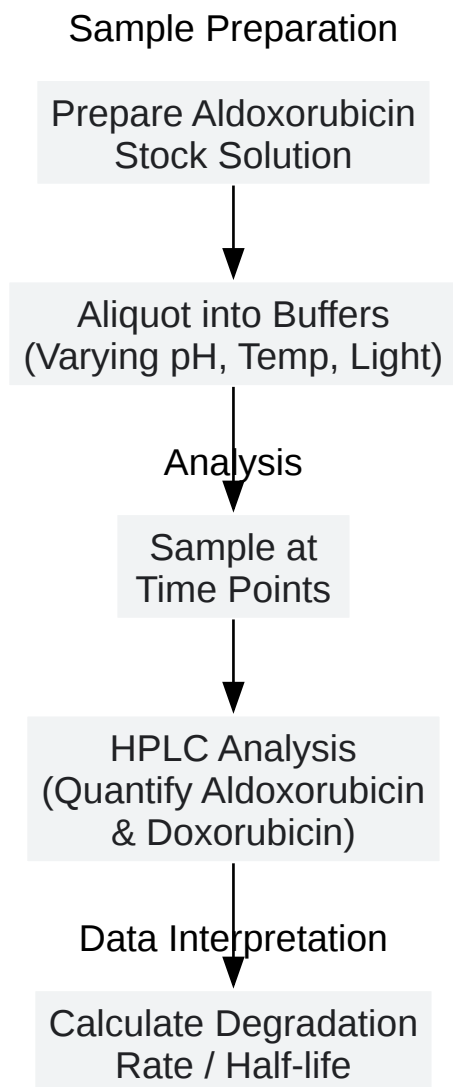 Sample Preparation
Prepare Aldoxorubicin
Stock Solution
Aliquot into Buffers
(Varying pH, Temp, Light)
Analysis
Sample at
Time Points
HPLC Analysis
(Quantify Aldoxorubicin
& Doxorubicin)
Data Interpretation
Calculate Degradation
Rate / Half-life